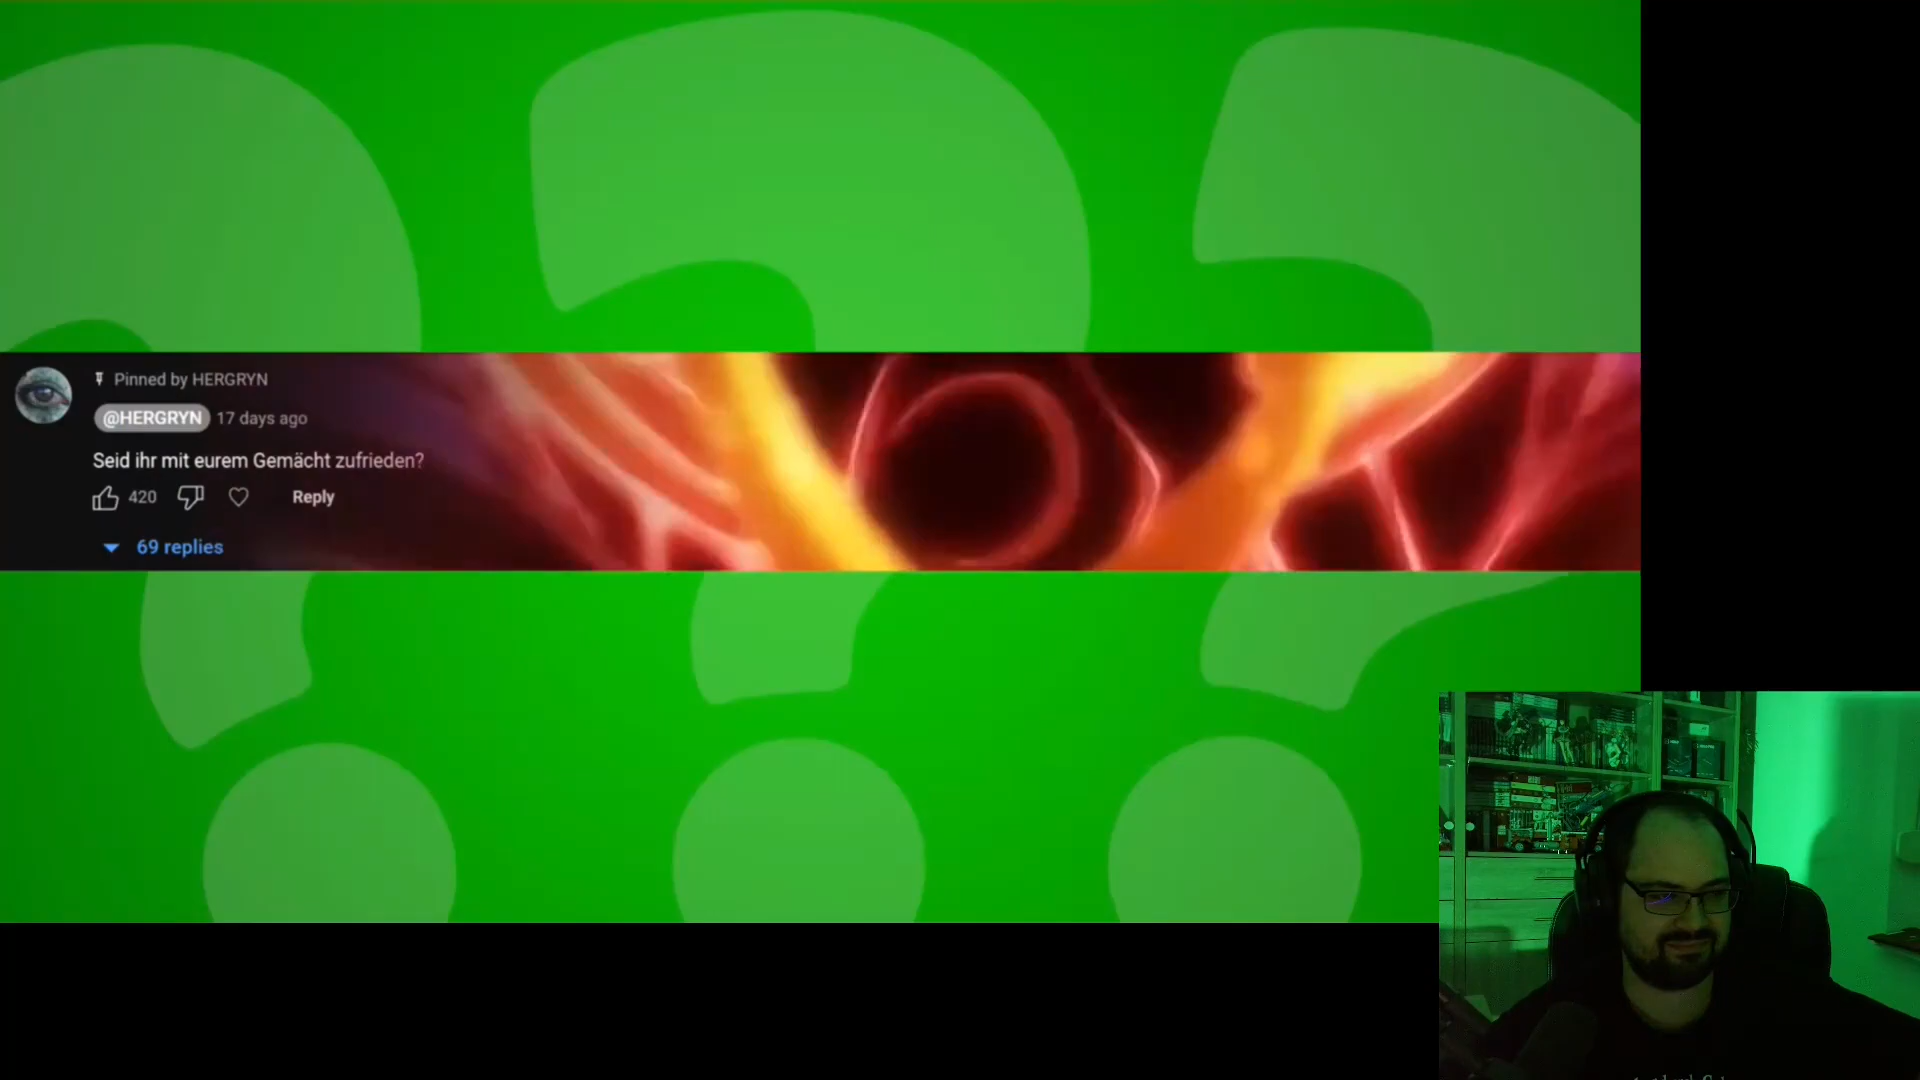 Pinned by HERGRYN
@HERGRYN 17 days ago
Seid ihr mit eurem Gemächt zufrieden?
420 Reply
69 replies